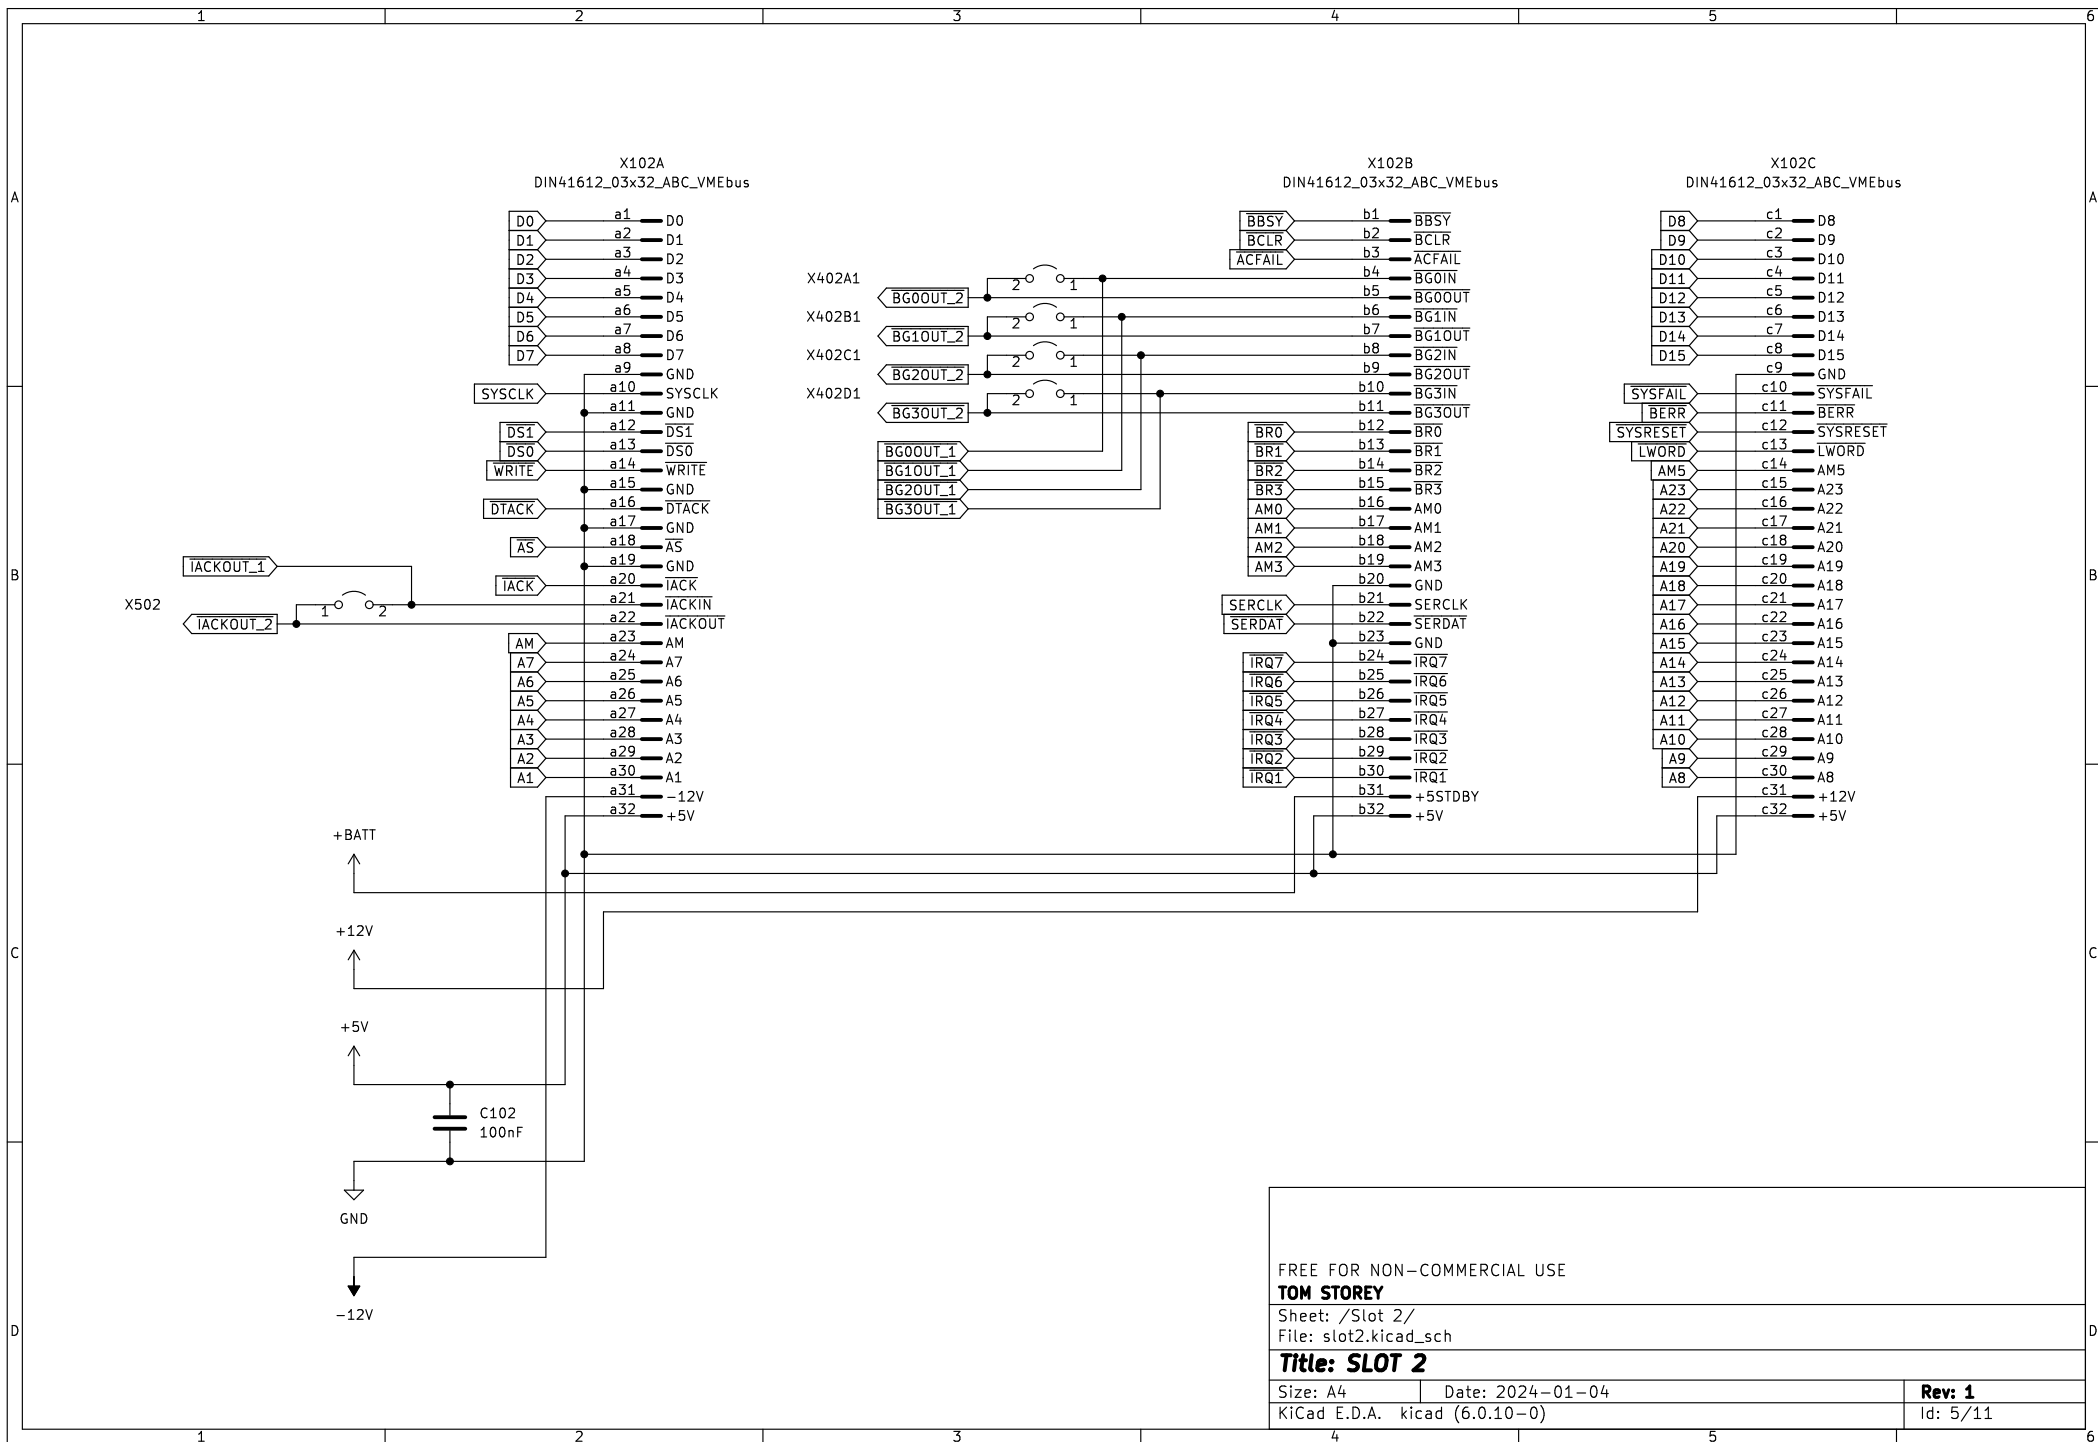 1 2 3 4 5 6
A A
B B
C C
D D
X102A
DIN41612_03x32_ABC_VMEbus
D0 a1 D0
D1 a2 D1
D2 a3 D2
D3 a4 D3
D4 a5 D4
D5 a6 D5
D6 a7 D6
D7 a8 D7
a9 GND
SYSCLK a10 SYSCLK
a11 GND
DS1 a12 DS1
DS0 a13 DS0
WRITE a14 WRITE
a15 GND
DTACK a16 DTACK
a17 GND
AS a18 AS
a19 GND
IACK a20 IACK
a21 IACKIN
a22 IACKOUT
AM a23 AM
A7 a24 A7
A6 a25 A6
A5 a26 A5
A4 a27 A4
A3 a28 A3
A2 a29 A2
A1 a30 A1
a31 -12V
a32 +5V
IACKOUT_1
X502 1 2
IACKOUT_2
X402A1 2 1
BG0OUT_2
X402B1 2 1
BG1OUT_2
X402C1 2 1
BG2OUT_2
X402D1 2 1
BG3OUT_2
BG0OUT_1
BG1OUT_1
BG2OUT_1
BG3OUT_1
X102B
DIN41612_03x32_ABC_VMEbus
BBSY b1 BBSY
BCLR b2 BCLR
ACFAIL b3 ACFAIL
b4 BG0IN
b5 BG0OUT
b6 BG1IN
b7 BG1OUT
b8 BG2IN
b9 BG2OUT
b10 BG3IN
b11 BG3OUT
BR0 b12 BR0
BR1 b13 BR1
BR2 b14 BR2
BR3 b15 BR3
AM0 b16 AM0
AM1 b17 AM1
AM2 b18 AM2
AM3 b19 AM3
b20 GND
SERCLK b21 SERCLK
SERDAT b22 SERDAT
b23 GND
IRQ7 b24 IRQ7
IRQ6 b25 IRQ6
IRQ5 b26 IRQ5
IRQ4 b27 IRQ4
IRQ3 b28 IRQ3
IRQ2 b29 IRQ2
IRQ1 b30 IRQ1
b31 +5STDBY
b32 +5V
X102C
DIN41612_03x32_ABC_VMEbus
D8 c1 D8
D9 c2 D9
D10 c3 D10
D11 c4 D11
D12 c5 D12
D13 c6 D13
D14 c7 D14
D15 c8 D15
c9 GND
SYSFAIL c10 SYSFAIL
BERR c11 BERR
SYSRESET c12 SYSRESET
LWORD c13 LWORD
AM5 c14 AM5
A23 c15 A23
A22 c16 A22
A21 c17 A21
A20 c18 A20
A19 c19 A19
A18 c20 A18
A17 c21 A17
A16 c22 A16
A15 c23 A15
A14 c24 A14
A13 c25 A13
A12 c26 A12
A11 c27 A11
A10 c28 A10
A9 c29 A9
A8 c30 A8
c31 +12V
c32 +5V
+BATT
+12V
+5V
C102
100nF
GND
-12V
FREE FOR NON-COMMERCIAL USE
TOM STOREY
Sheet: /Slot 2/
File: slot2.kicad_sch
Title: SLOT 2
Size: A4 Date: 2024-01-04 Rev: 1
KiCad E.D.A. kicad (6.0.10-0) Id: 5/11
1 2 3 4 5 6